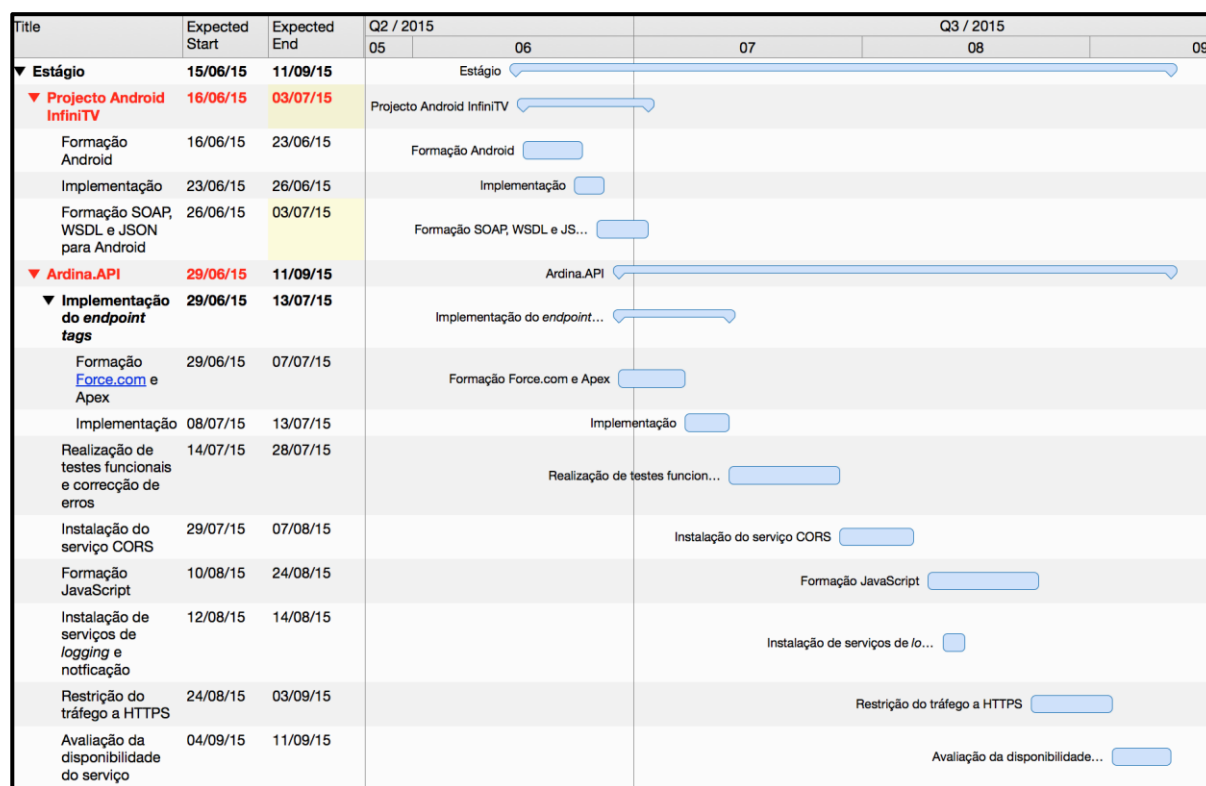 Title Expected Start Expected End Q2 / 2015 Q3 / 2015
05 06 07 08 09
▼ Estágio 15/06/15 11/09/15 Estágio
▼ Projecto Android InfiniTV 16/06/15 03/07/15 Projecto Android InfiniTV
Formação Android 16/06/15 23/06/15 Formação Android
Implementação 23/06/15 26/06/15 Implementação
Formação SOAP, WSDL e JSON para Android 26/06/15 03/07/15 Formação SOAP, WSDL e JS...
▼ Ardina.API 29/06/15 11/09/15 Ardina.API
▼ Implementação do endpoint tags 29/06/15 13/07/15 Implementação do endpoint...
Formação Force.com e Apex 29/06/15 07/07/15 Formação Force.com e Apex
Implementação 08/07/15 13/07/15 Implementação
Realização de testes funcionais e correcção de erros 14/07/15 28/07/15 Realização de testes funcion...
Instalação do serviço CORS 29/07/15 07/08/15 Instalação do serviço CORS
Formação JavaScript 10/08/15 24/08/15 Formação JavaScript
Instalação de serviços de logging e notficação 12/08/15 14/08/15 Instalação de serviços de lo...
Restrição do tráfego a HTTPS 24/08/15 03/09/15 Restrição do tráfego a HTTPS
Avaliação da disponibilidade do serviço 04/09/15 11/09/15 Avaliação da disponibilidade...